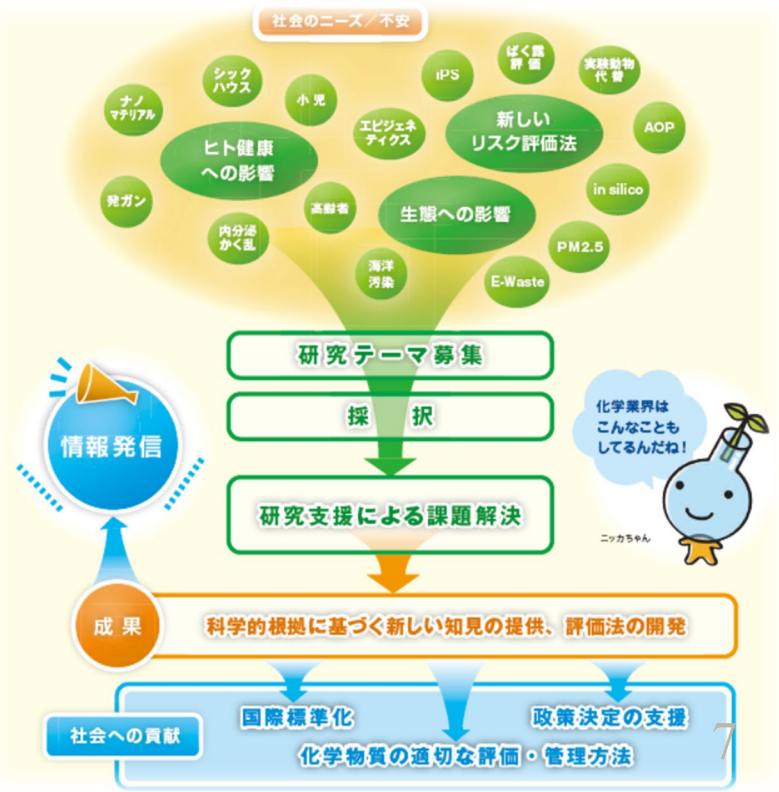 社会のニーズ／不安
シック
ハウス
ナノ
マテリアル
小児
iPS
ばく露
評価
実験動物
代替
エピジェネ
ティクス
新しい
リスク評価法
AOP
ヒト健康
への影響
発ガン
高齢者
生態への影響
in silico
内分泌
かく乱
海洋
汚染
PM2.5
E-Waste
研究テーマ募集
採 択
情報発信
化学業界は
こんなことも
してるんだね！
ニッカちゃん
研究支援による課題解決
成果
科学的根拠に基づく新しい知見の提供、評価法の開発
社会への貢献
国際標準化
政策決定の支援
化学物質の適切な評価・管理方法
7